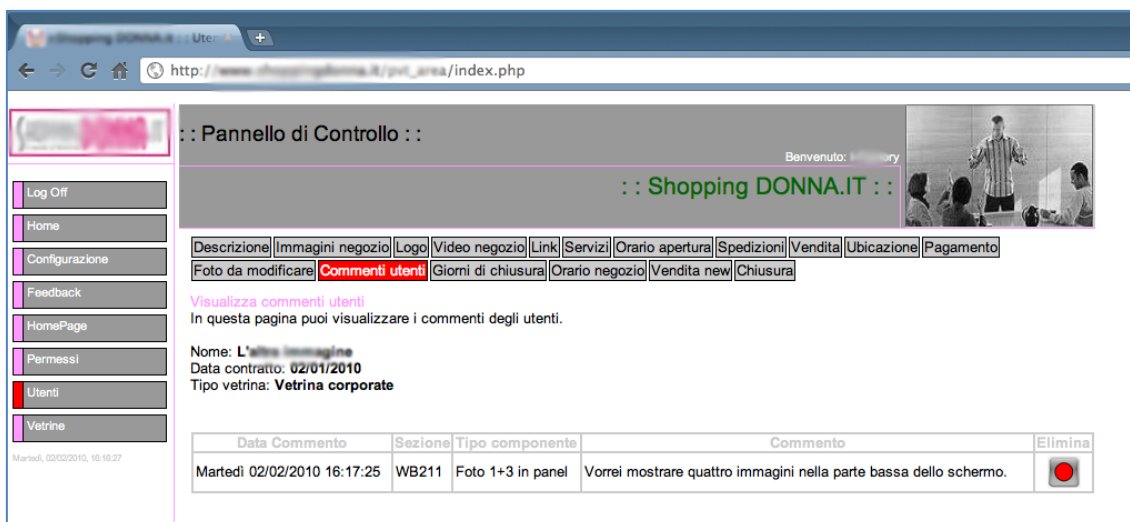 : : Uten
http://
/index.php
DONNA.IT
: : Pannello di Controllo : :
Benvenuto:
: : Shopping DONNA.IT : :
Log Off
Home
Configurazione
Feedback
HomePage
Permessi
Utenti
Vetrine
Martedì, 02/02/2010, 16:16:27
Descrizione Immagini negozio Logo Video negozio Link Servizi Orario apertura Spedizioni Vendita Ubicazione Pagamento
Foto da modificare Commenti utenti Giorni di chiusura Orario negozio Vendita new Chiusura
Visualizza commenti utenti
In questa pagina puoi visualizzare i commenti degli utenti.
Nome:
Data contratto: 02/01/2010
Tipo vetrina: Vetrina corporate
Data Commento Sezione Tipo componente Commento Elimina
Martedì 02/02/2010 16:17:25 WB211 Foto 1+3 in panel Vorrei mostrare quattro immagini nella parte bassa dello schermo.